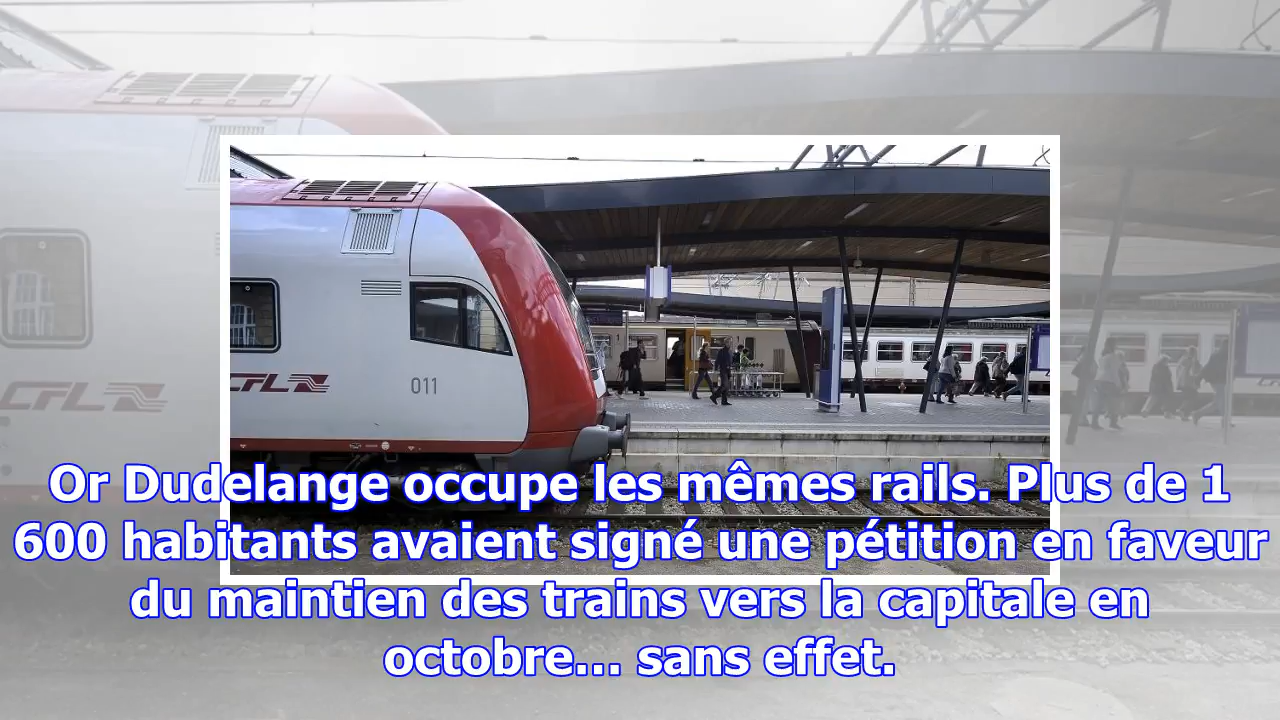 CFL
CFL
011
Or Dudelange occupe les mêmes rails. Plus de 1
600 habitants avaient signé une pétition en faveur
du maintien des trains vers la capitale en
octobre... sans effet.